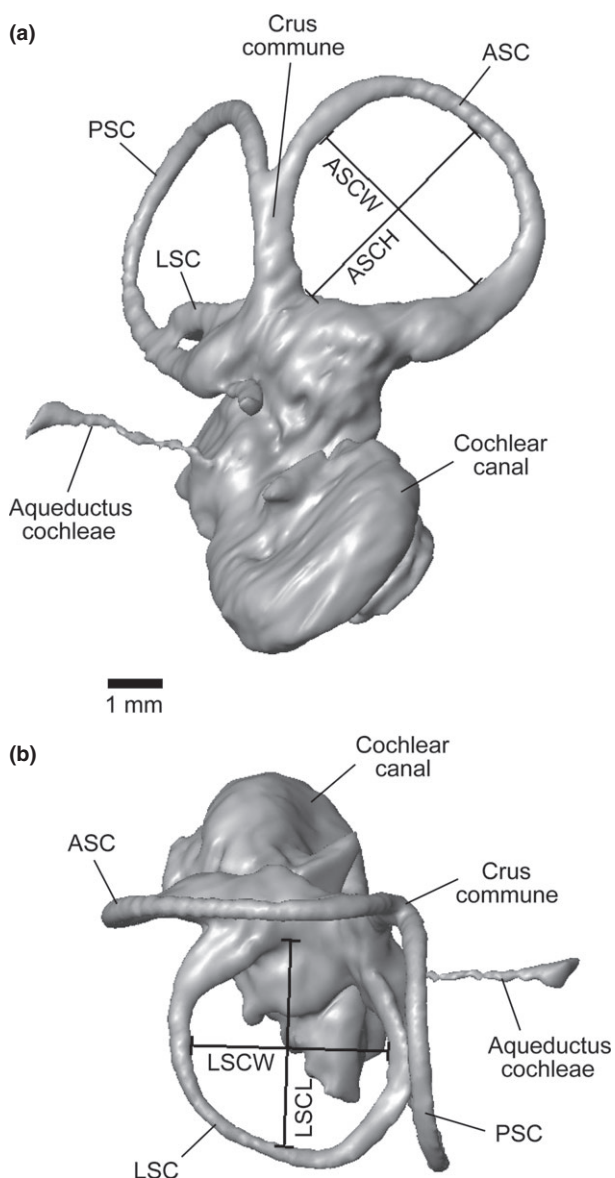 (a)
Crus
commune
ASC
PSC
ASCW
ASCH
LSC
Cochlear
canal
Aqueductus
cochleae
1 mm
(b)
Cochlear
canal
ASC
Crus
commune
LSCW
LSCL
Aqueductus
cochleae
PSC
LSC